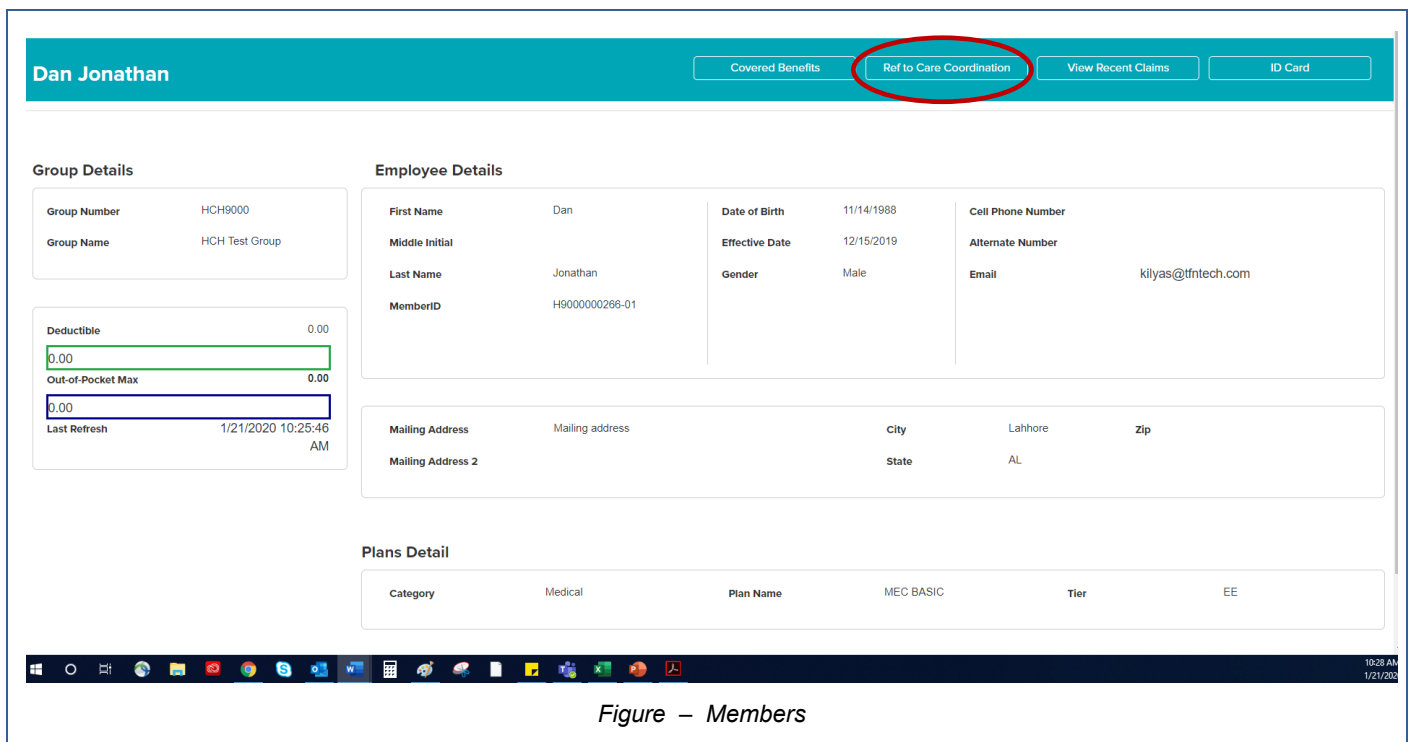 Dan Jonathan
Covered Benefits
Ref to Care Coordination
View Recent Claims
ID Card
Group Details
Group Number HCH9000
Group Name HCH Test Group
Deductible 0.00
0.00
Out-of-Pocket Max 0.00
0.00
Last Refresh 1/21/2020 10:25:46
AM
Employee Details
First Name Dan Date of Birth 11/14/1988 Cell Phone Number
Middle Initial Effective Date 12/15/2019 Alternate Number
Last Name Jonathan Gender Male Email kilyas@tfntech.com
MemberID H9000000266-01
Mailing Address Mailing address City Lahhore Zip
Mailing Address 2 State AL
Plans Detail
Category Medical Plan Name MEC BASIC Tier EE
10:28 AM
1/21/202
Figure – Members